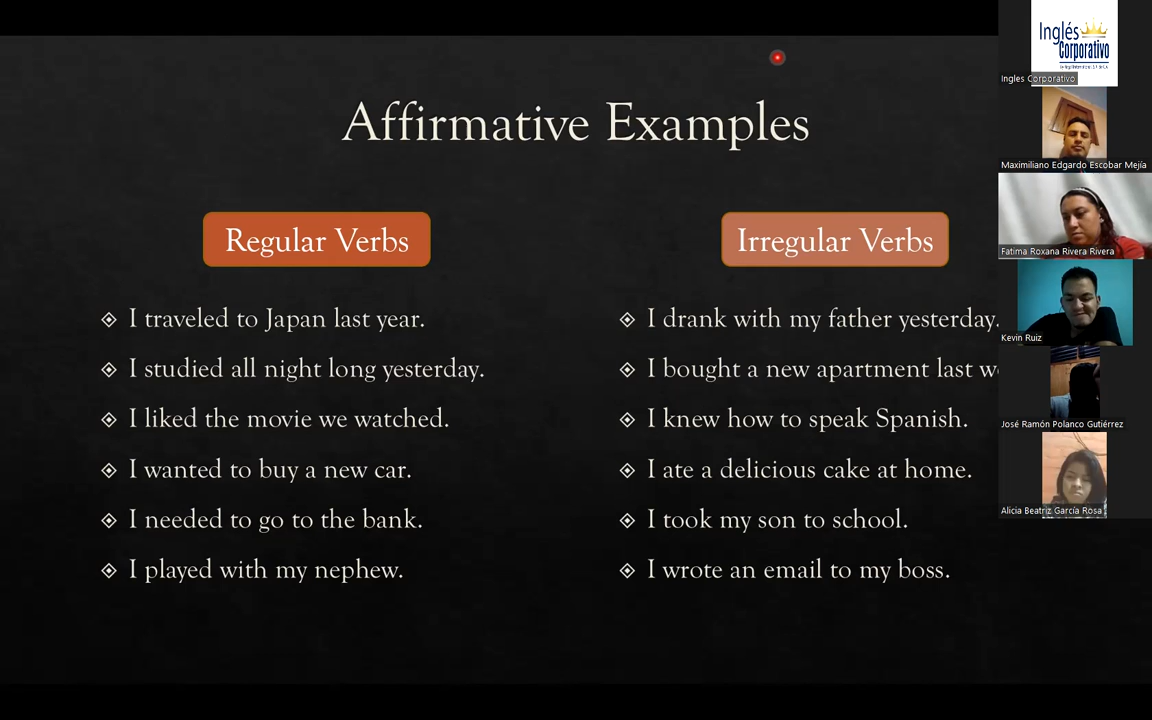 Affirmative Examples
Regular Verbs
I traveled to Japan last year.
I studied all night long yesterday.
I liked the movie we watched.
I wanted to buy a new car.
I needed to go to the bank.
I played with my nephew.
Irregular Verbs
I drank with my father yesterday.
I bought a new apartment last w
I knew how to speak Spanish.
I ate a delicious cake at home.
I took my son to school.
I wrote an email to my boss.
Inglés
Corporativo
Ingles Corporativo
Maximiliano Edgardo Escobar Mejía
Fatima Roxana Rivera Rivera
Kevin Ruiz
José Ramón Polanco Gutiérrez
Alicia Beatriz García Rosa